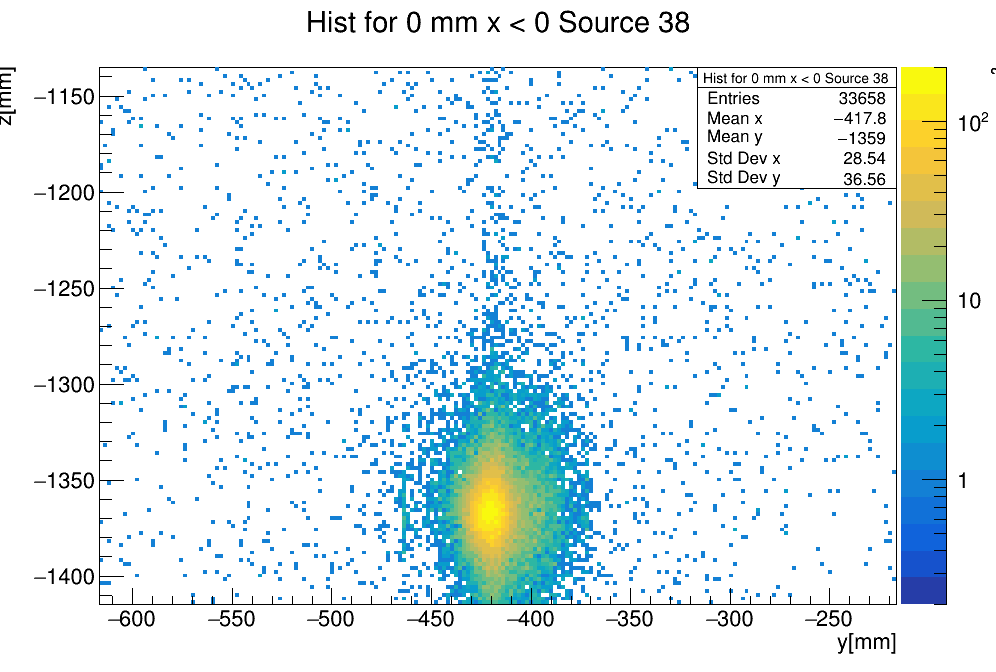 Hist for 0 mm x < 0 Source 38
z[mm]
−1150
−1200
−1250
−1300
−1350
−1400
Hist for 0 mm x < 0 Source 38
Entries 33658
Mean x −417.8
Mean y −1359
Std Dev x 28.54
Std Dev y 36.56
10²
10
1
−600 −550 −500 −450 −400 −350 −300 −250
y[mm]